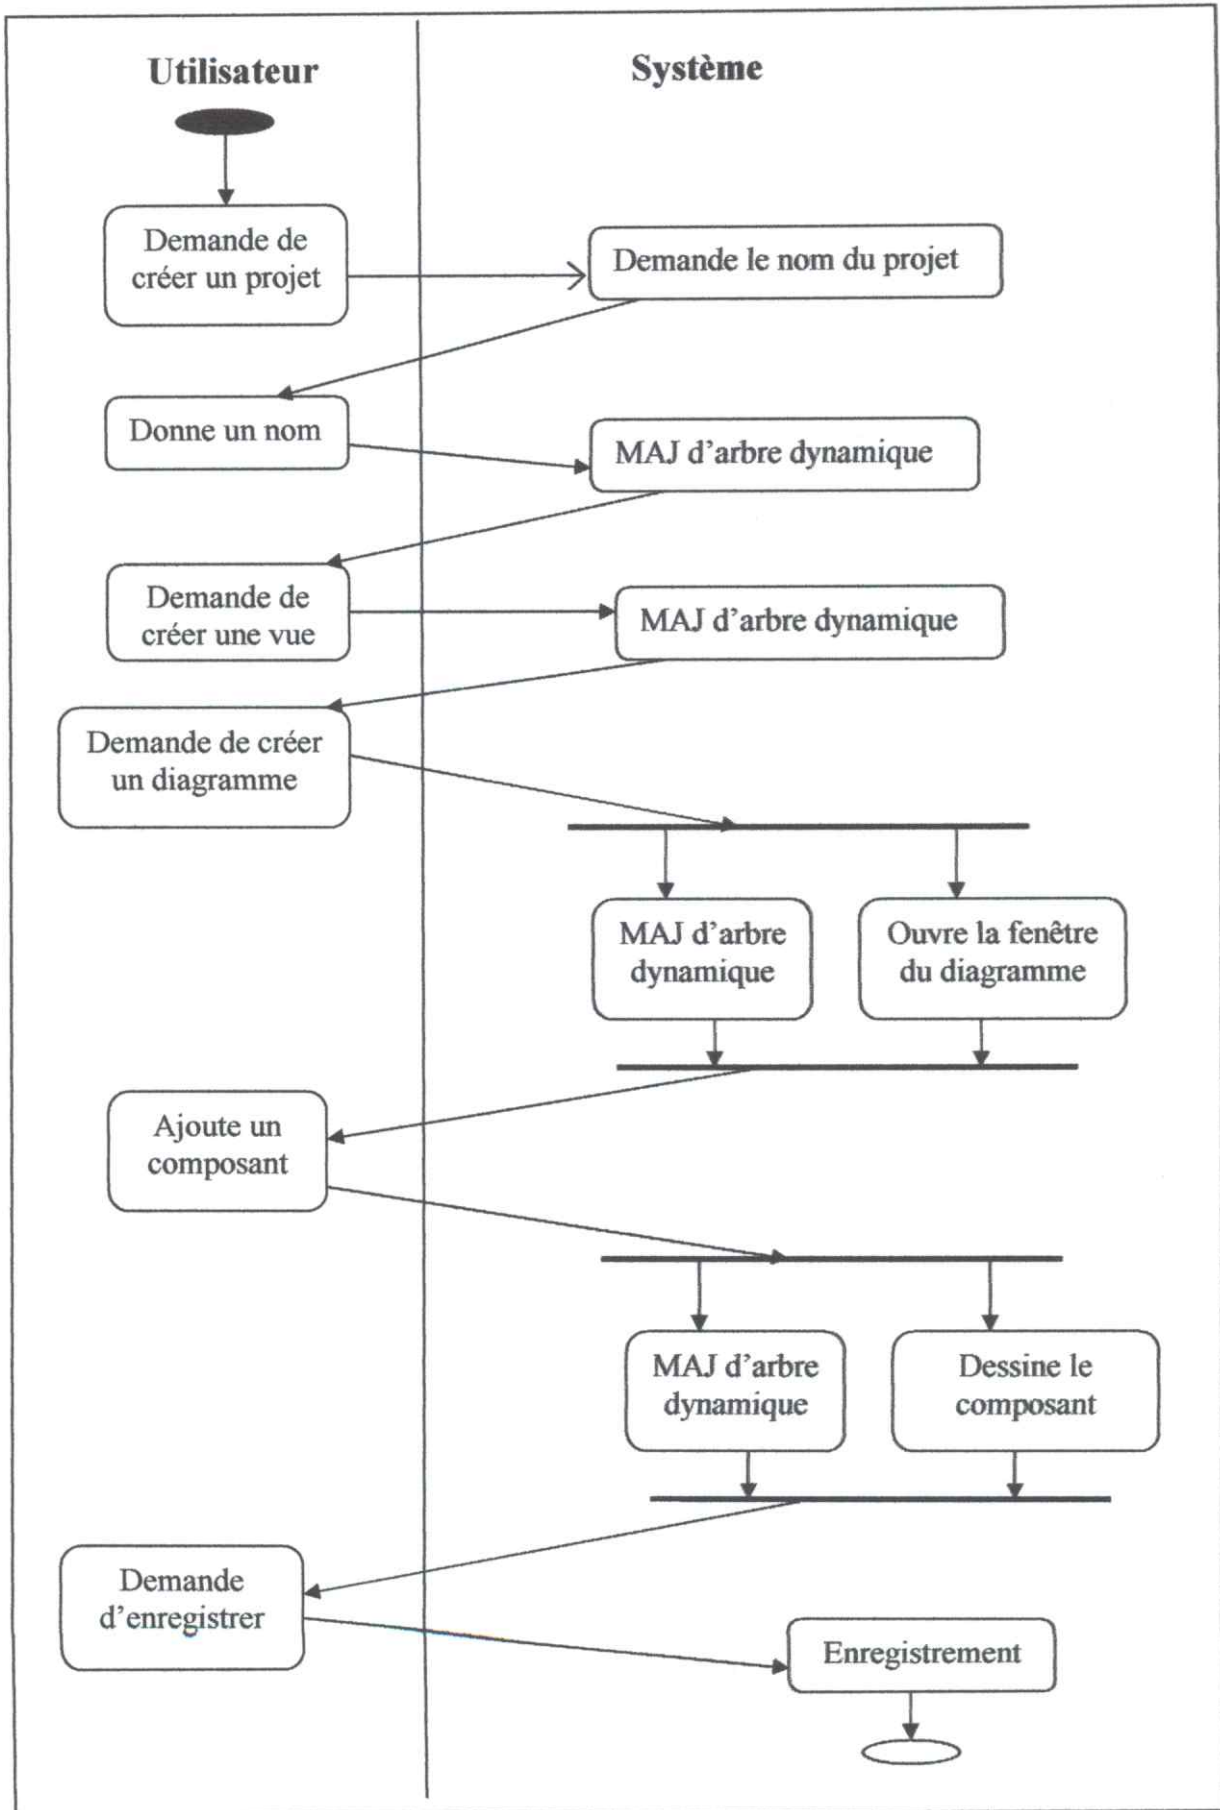 Utilisateur
Système
Demande de
créer un projet
Demande le nom du projet
Donne un nom
MAJ d'arbre dynamique
Demande de
créer une vue
MAJ d'arbre dynamique
Demande de créer
un diagramme
MAJ d'arbre
dynamique
Ouvre la fenêtre
du diagramme
Ajoute un
composant
MAJ d'arbre
dynamique
Dessine le
composant
Demande
d'enregistrer
Enregistrement